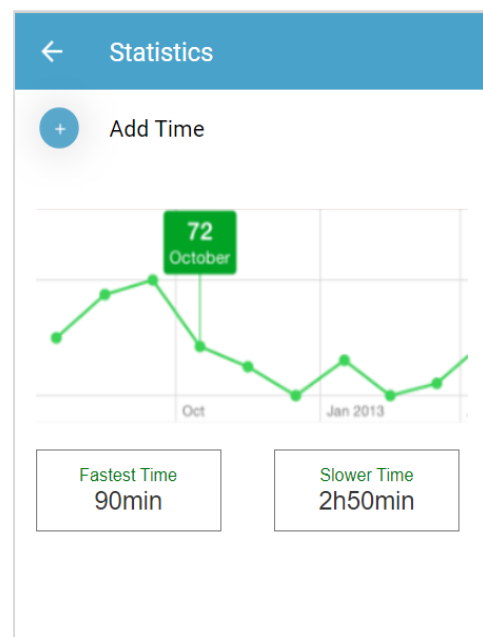 Statistics
+ Add Time
72
October
Oct
Jan 2013
Fastest Time
90min
Slower Time
2h50min